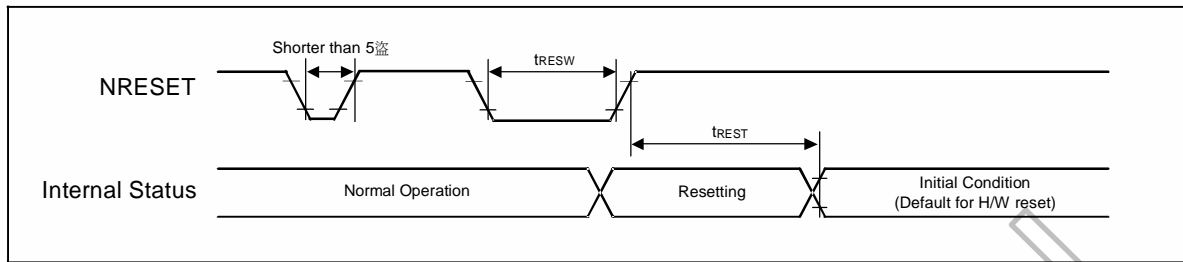 Shorter than 5盜
tRESW
NRESET
tREST
Internal Status
Normal Operation
Resetting
Initial Condition
(Default for H/W reset)